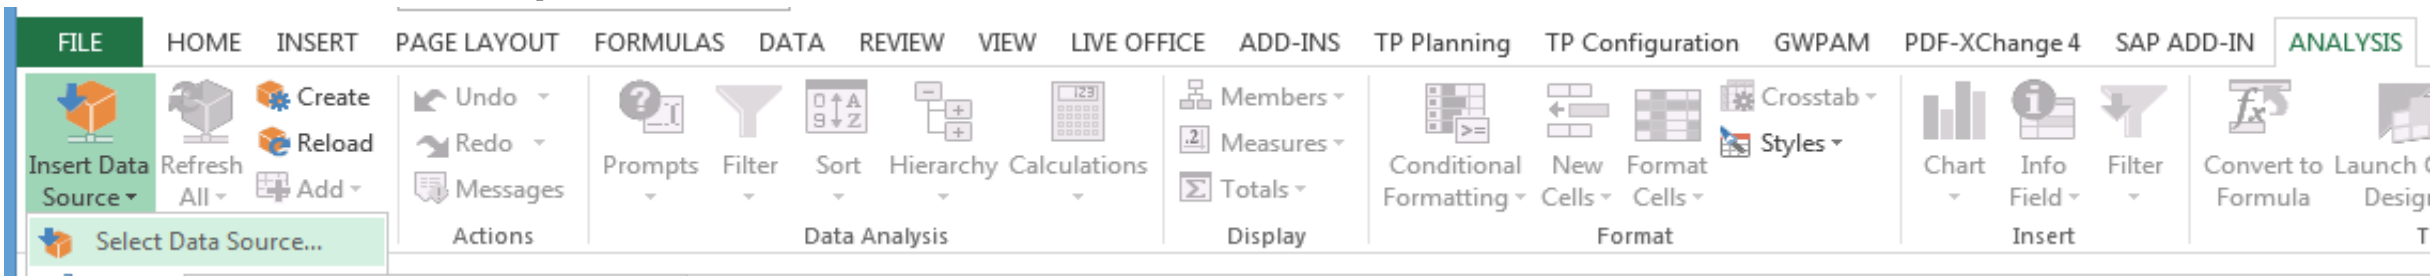 FILE HOME INSERT PAGE LAYOUT FORMULAS DATA REVIEW VIEW LIVE OFFICE ADD-INS TP Planning TP Configuration GWPAM PDF-XChange 4 SAP ADD-IN ANALYSIS
Insert Data
Source
Refresh
All
Create
Reload
Add
Undo
Redo
Messages
Actions
Prompts
Filter
Sort
Hierarchy
Calculations
Data Analysis
Members
Measures
Totals
Display
Conditional
Formatting
New
Cells
Format
Cells
Crosstab
Styles
Format
Chart
Info
Field
Filter
Insert
Convert to
Formula
Launch
Select Data Source...